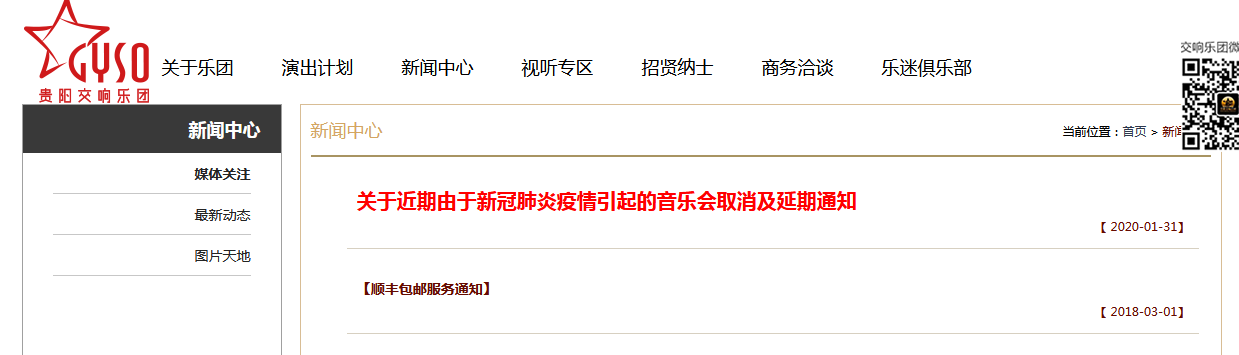 GYSO
贵阳交响乐团
关于乐团 演出计划 新闻中心 视听专区 招贤纳士 商务洽谈 乐迷俱乐部
交响乐团微
新闻中心
媒体关注
最新动态
图片天地
新闻中心
当前位置：首页 > 新闻
关于近期由于新冠肺炎疫情引起的音乐会取消及延期通知
【 2020-01-31】
【顺丰包邮服务通知】
【 2018-03-01】